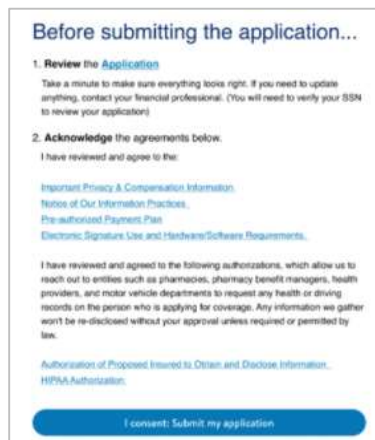 Before submitting the application...
1. Review the Application
Take a minute to make sure everything looks right. If you need to update
anything, contact your financial professional. (You will need to verify your SSN
to review your application)
2. Acknowledge the agreements below.
I have reviewed and agree to the:
Important Privacy & Compensation Information
Notice of Our Information Practices
Pre-authorized Payment Plan
Electronic Signature Use and Hardware/Software Requirements.
I have reviewed and agreed to the following authorizations, which allow us to
reach out to entities such as pharmacies, pharmacy benefit managers, health
providers, and motor vehicle departments to request any health or driving
records on the person who is applying for coverage. Any information we gather
won't be re-disclosed without your approval unless required or permitted by
law.
Authorization of Proposed Insured to Obtain and Disclose Information
HIPAA Authorization
I consent: Submit my application